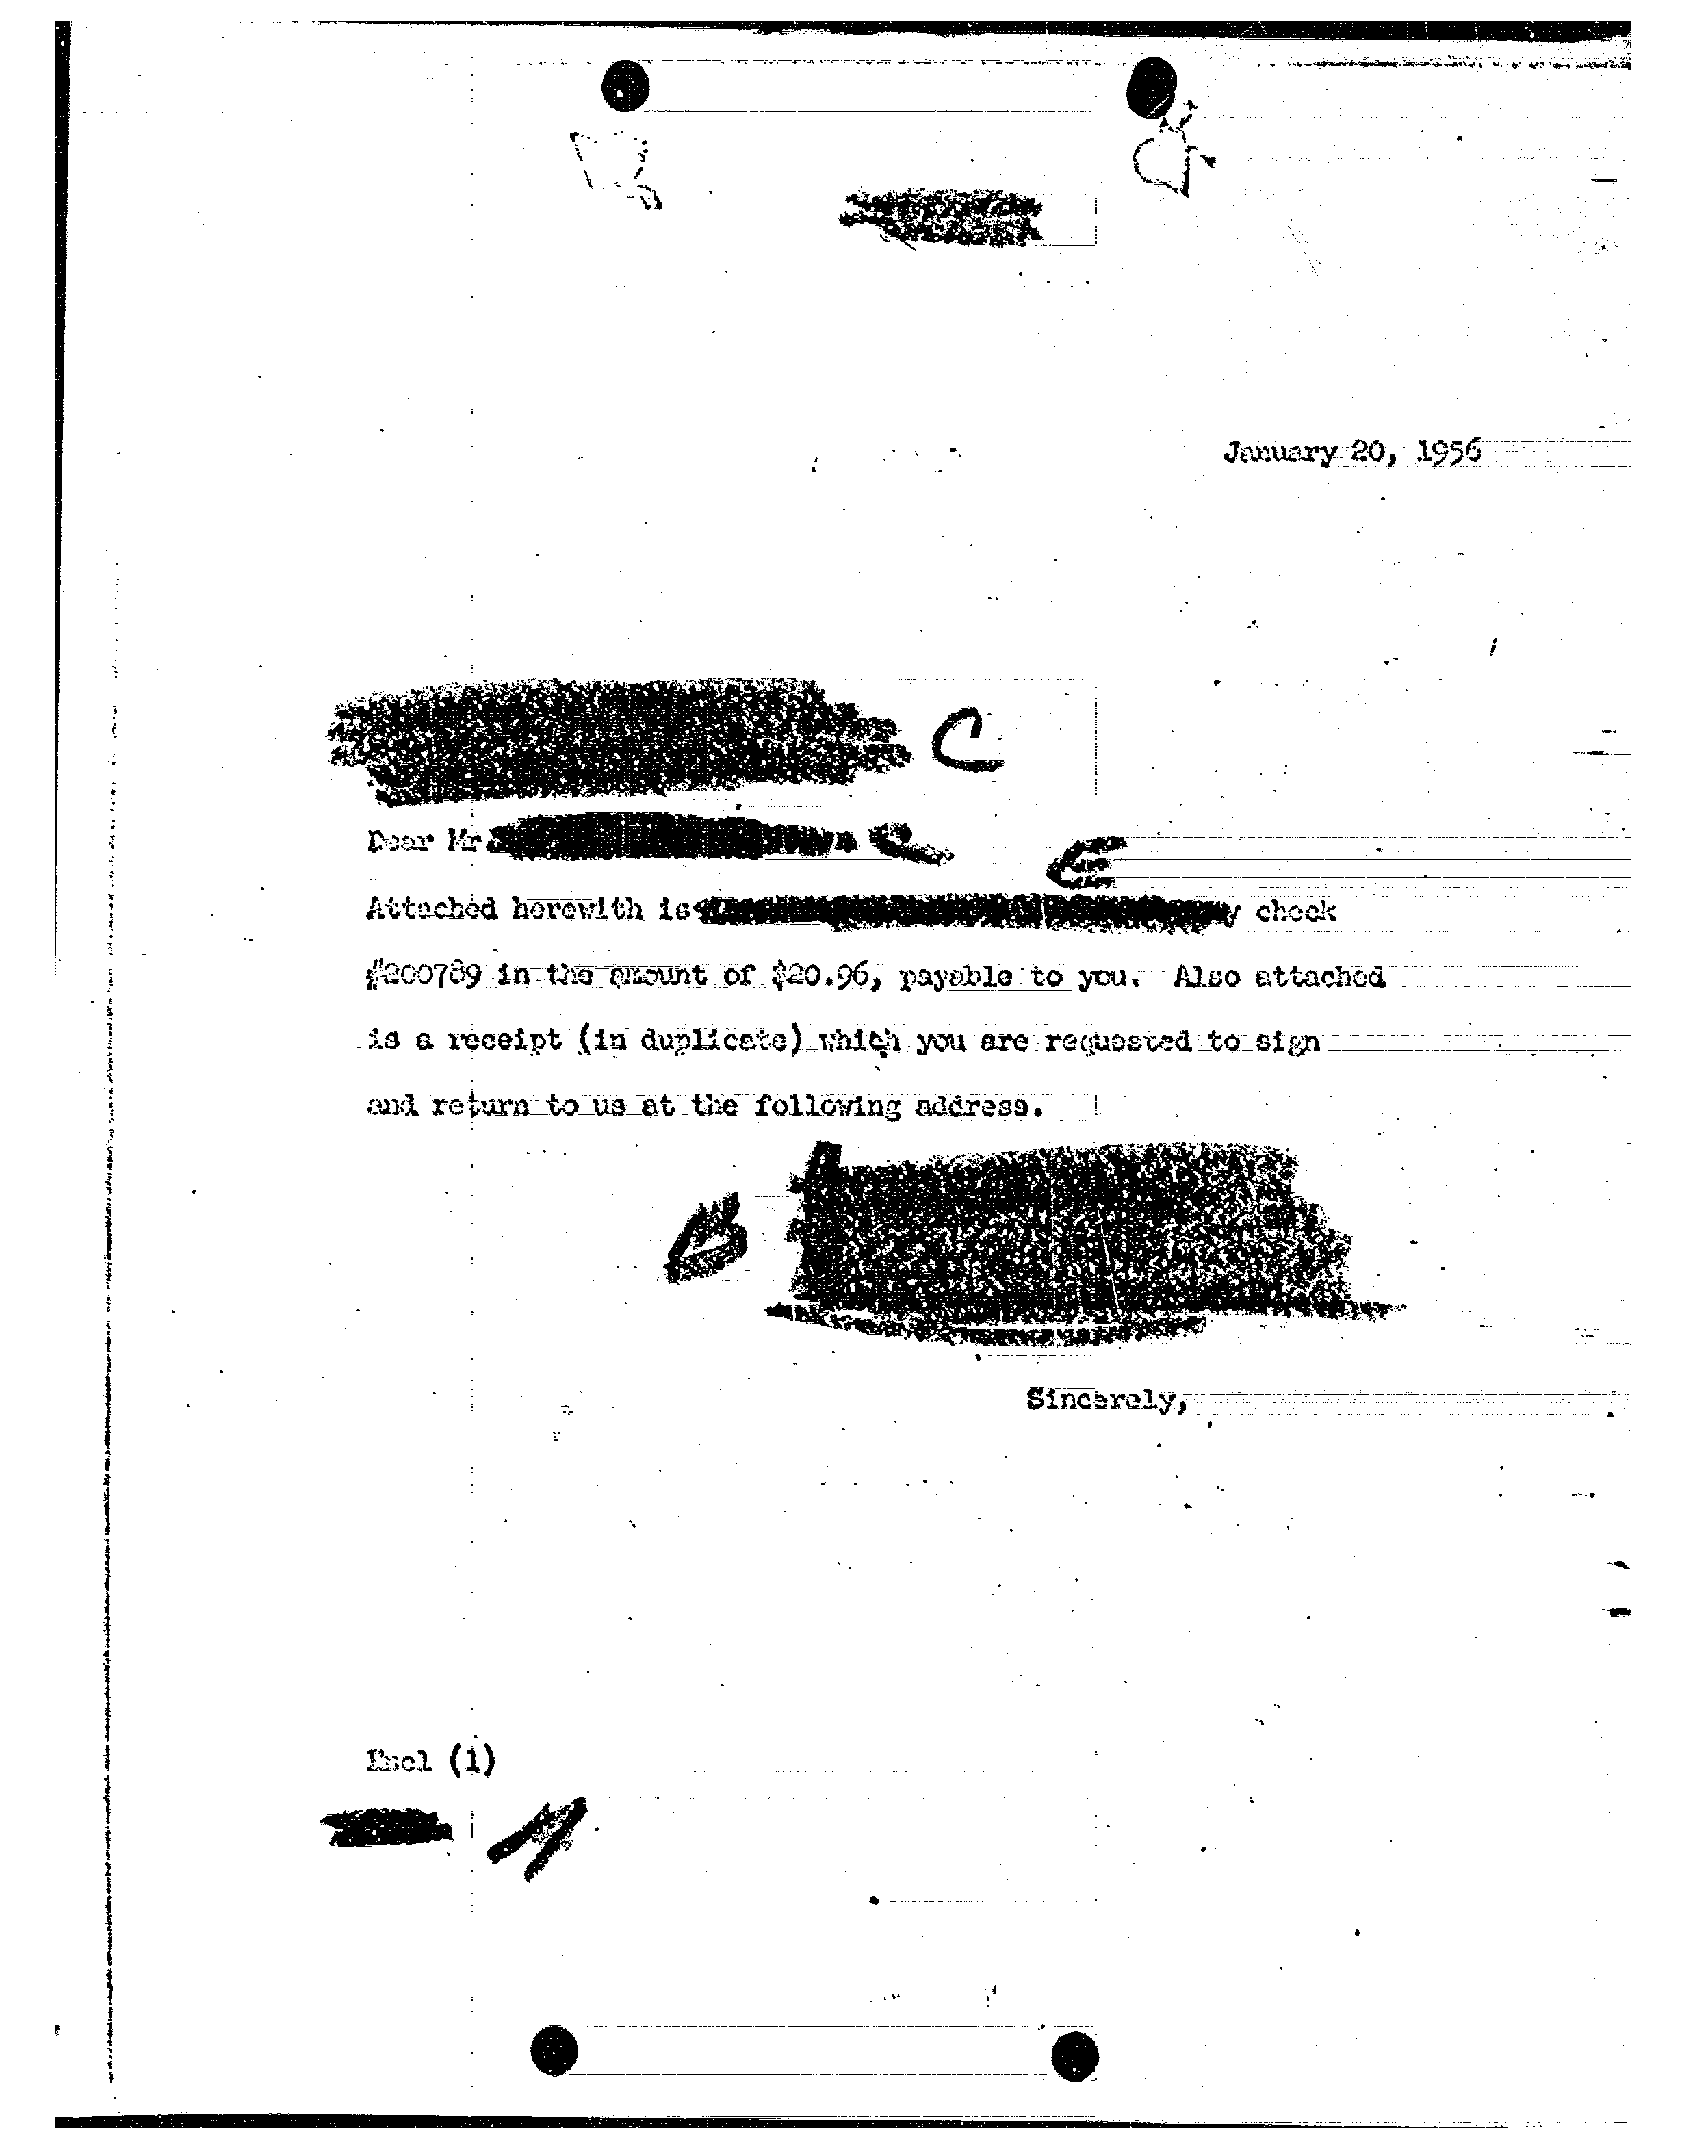 January 20, 1956
C
Dear Mr
Attached herewith is check
#200789 in the amount of $20.96, payable to you. Also attached
is a receipt (in duplicate) which you are requested to sign
and return to us at the following address.
Sincerely,
Encl (1)